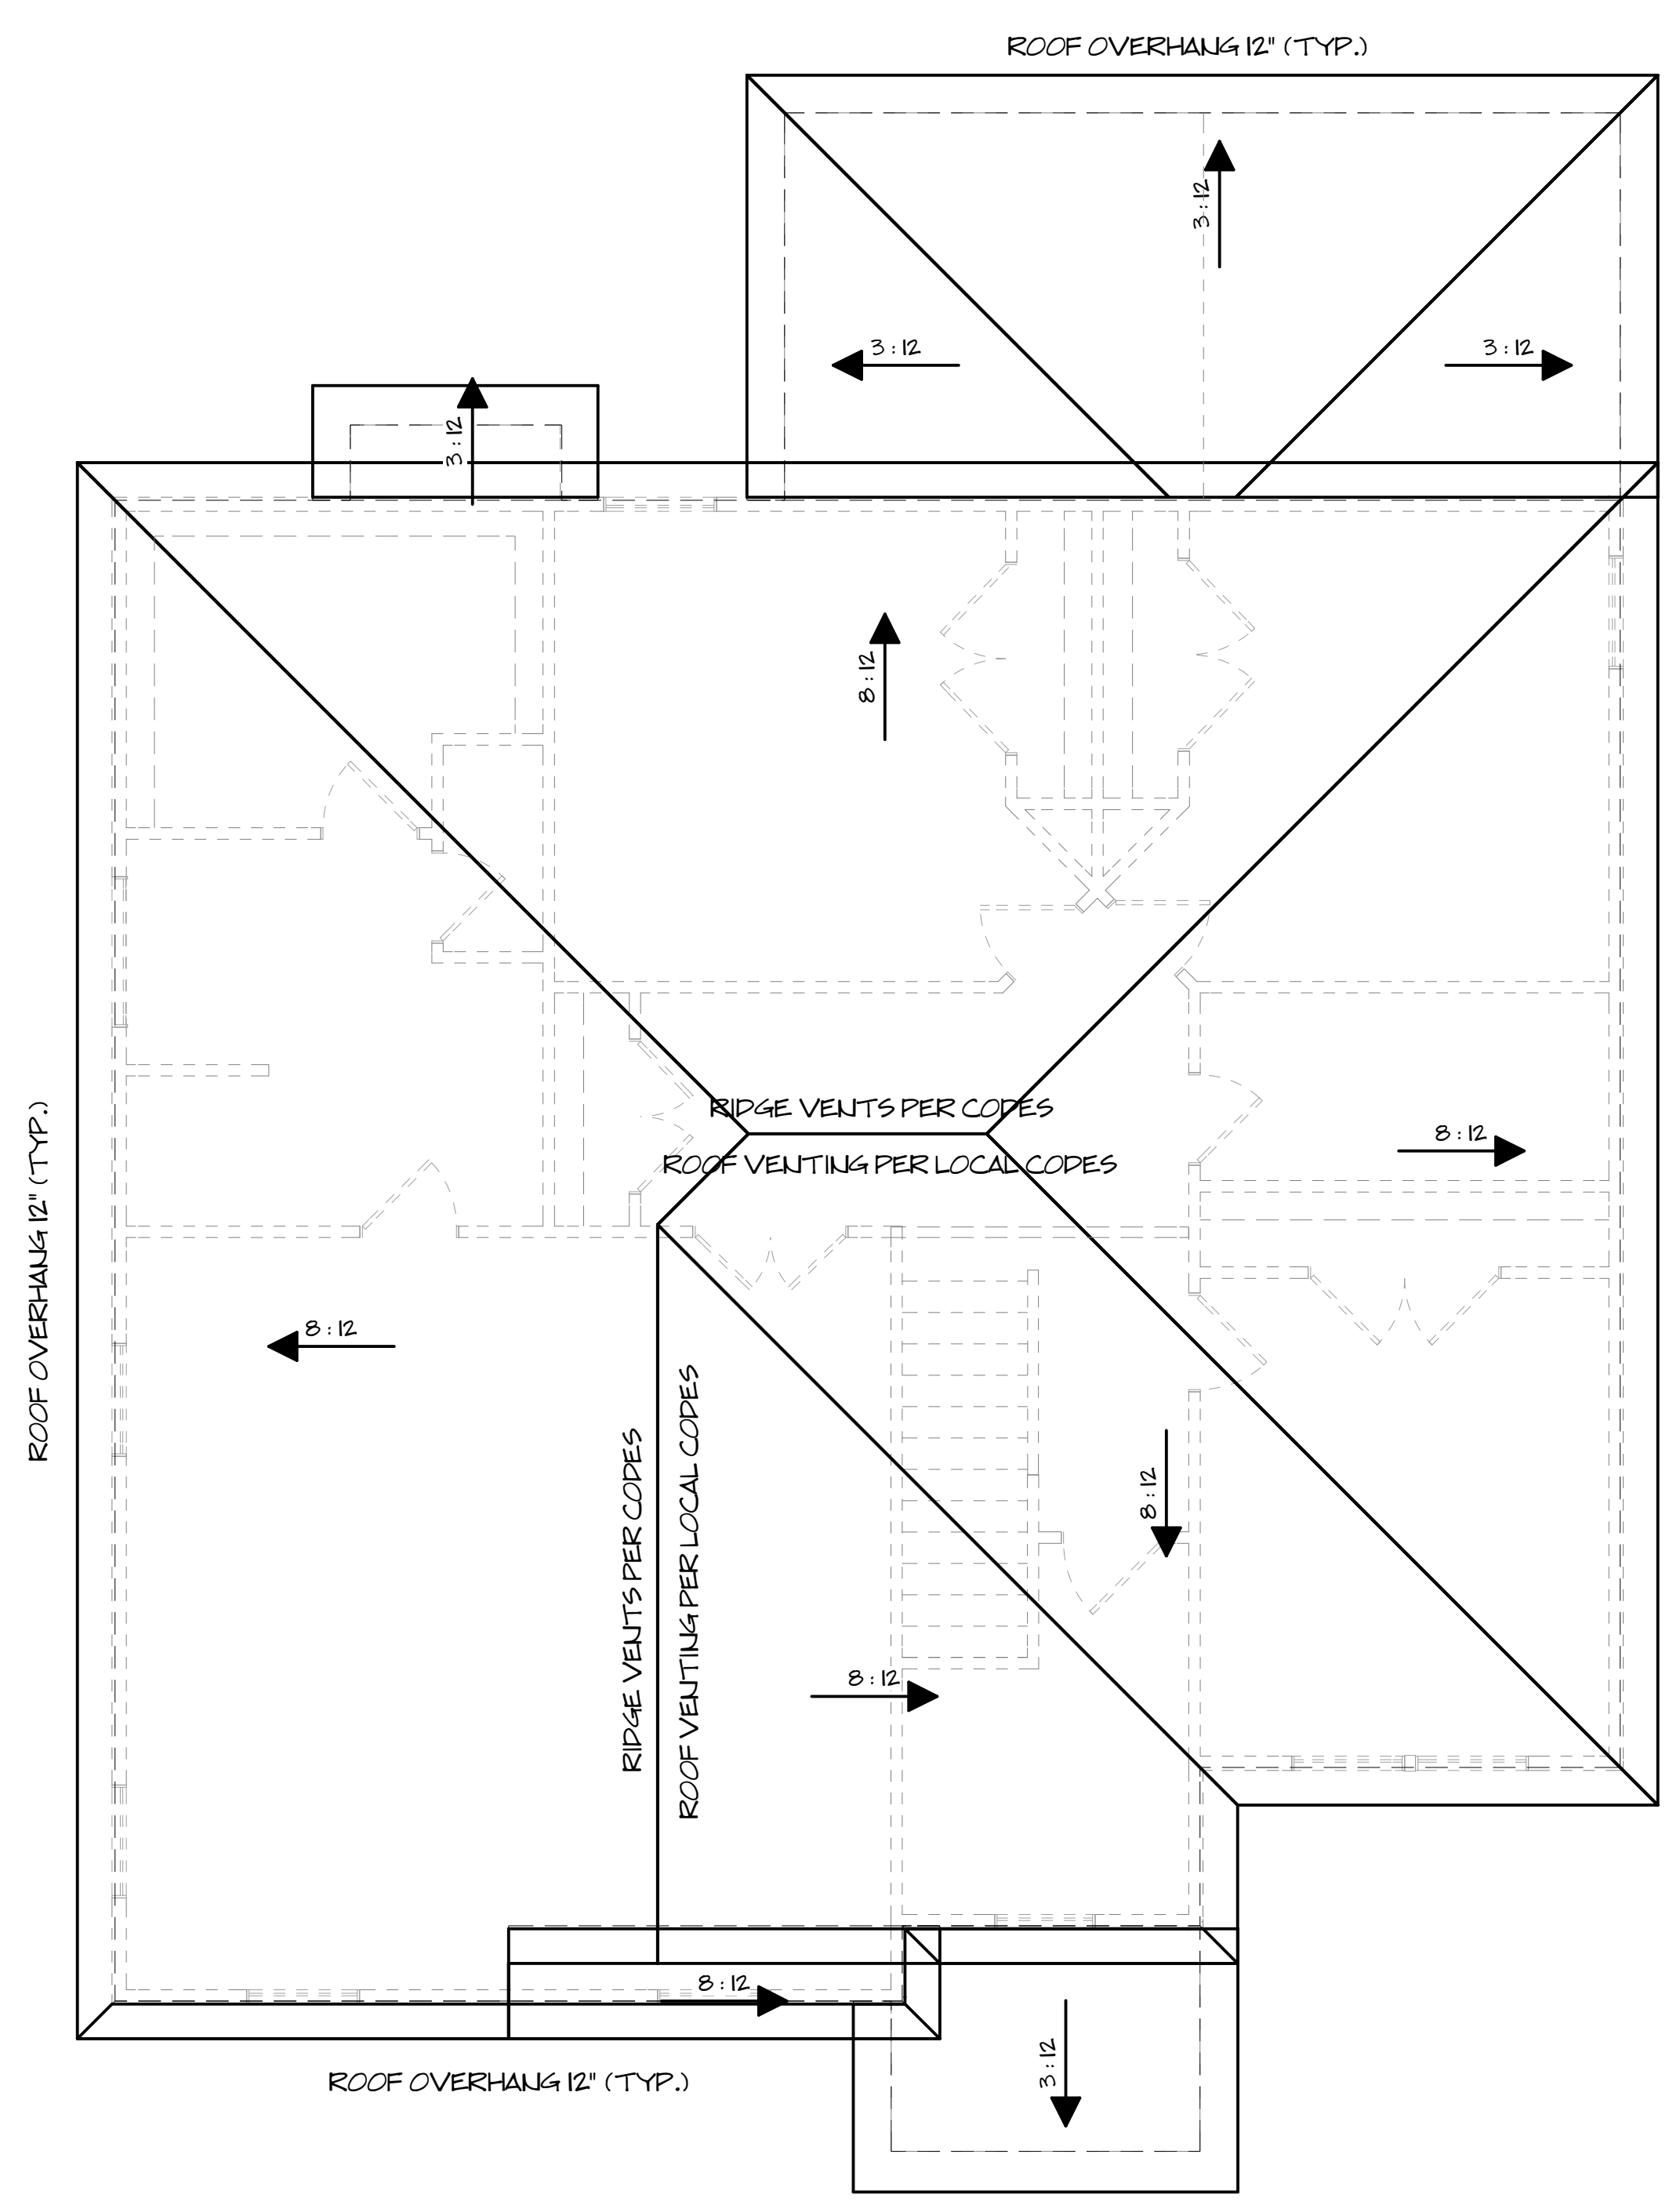 ROOF OVERHANG 12" (TYP.)
3 : 12
3 : 12
3 : 12
3 : 12
8 : 12
RIDGE VENTS PER CODES
ROOF VENTING PER LOCAL CODES
8 : 12
ROOF OVERHANG 12" (TYP.)
8 : 12
RIDGE VENTS PER CODES
ROOF VENTING PER LOCAL CODES
8 : 12
8 : 12
8 : 12
3 : 12
ROOF OVERHANG 12" (TYP.)